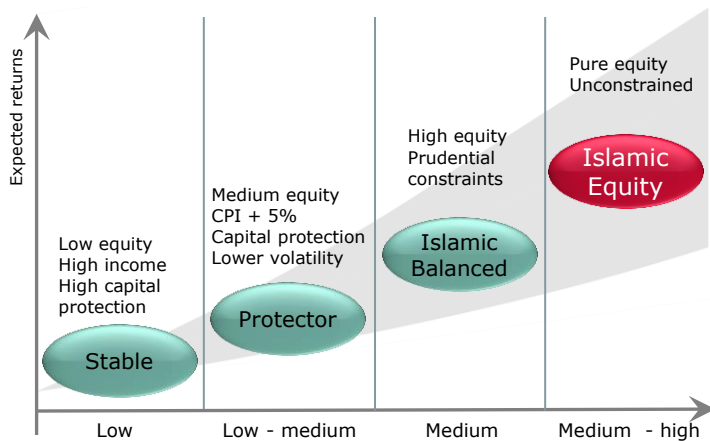 Expected returns
Low equity
High income
High capital
protection
Stable
Medium equity
CPI + 5%
Capital protection
Lower volatility
Protector
High equity
Prudential
constraints
Islamic
Balanced
Pure equity
Unconstrained
Islamic
Equity
Low
Low - medium
Medium
Medium - high